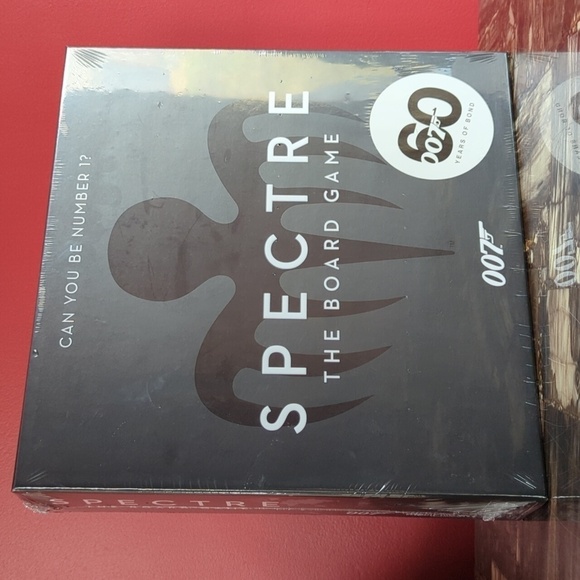 CAN YOU BE NUMBER 1?
SPECTRE
THE BOARD GAME
60
007
YEARS OF BOND
007
SPECTRE